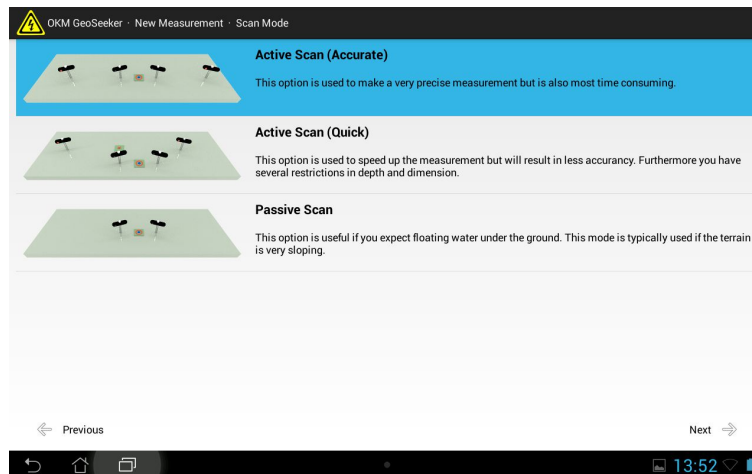 OKM GeoSeeker · New Measurement · Scan Mode
Active Scan (Accurate)
This option is used to make a very precise measurement but is also most time consuming.
Active Scan (Quick)
This option is used to speed up the measurement but will result in less accurancy. Furthermore you have
several restrictions in depth and dimension.
Passive Scan
This option is useful if you expect floating water under the ground. This mode is typically used if the terrain
is very sloping.
Previous
Next
13:52